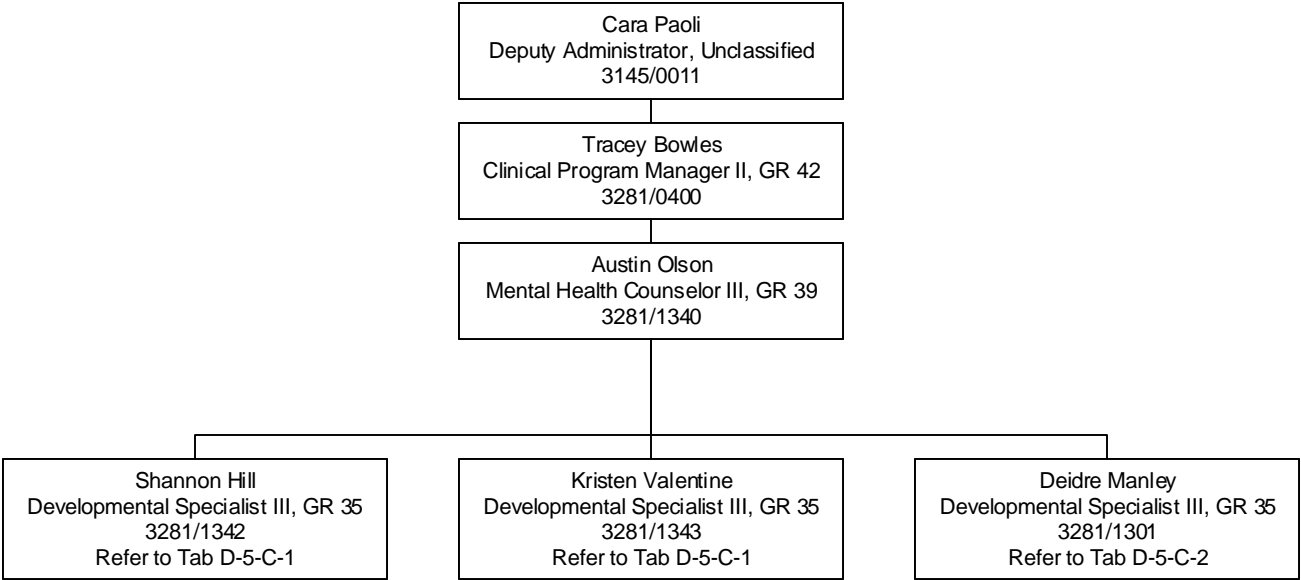 Cara Paoli
Deputy Administrator, Unclassified
3145/0011
Tracey Bowles
Clinical Program Manager II, GR 42
3281/0400
Austin Olson
Mental Health Counselor III, GR 39
3281/1340
Shannon Hill
Developmental Specialist III, GR 35
3281/1342
Refer to Tab D-5-C-1
Kristen Valentine
Developmental Specialist III, GR 35
3281/1343
Refer to Tab D-5-C-1
Deidre Manley
Developmental Specialist III, GR 35
3281/1301
Refer to Tab D-5-C-2